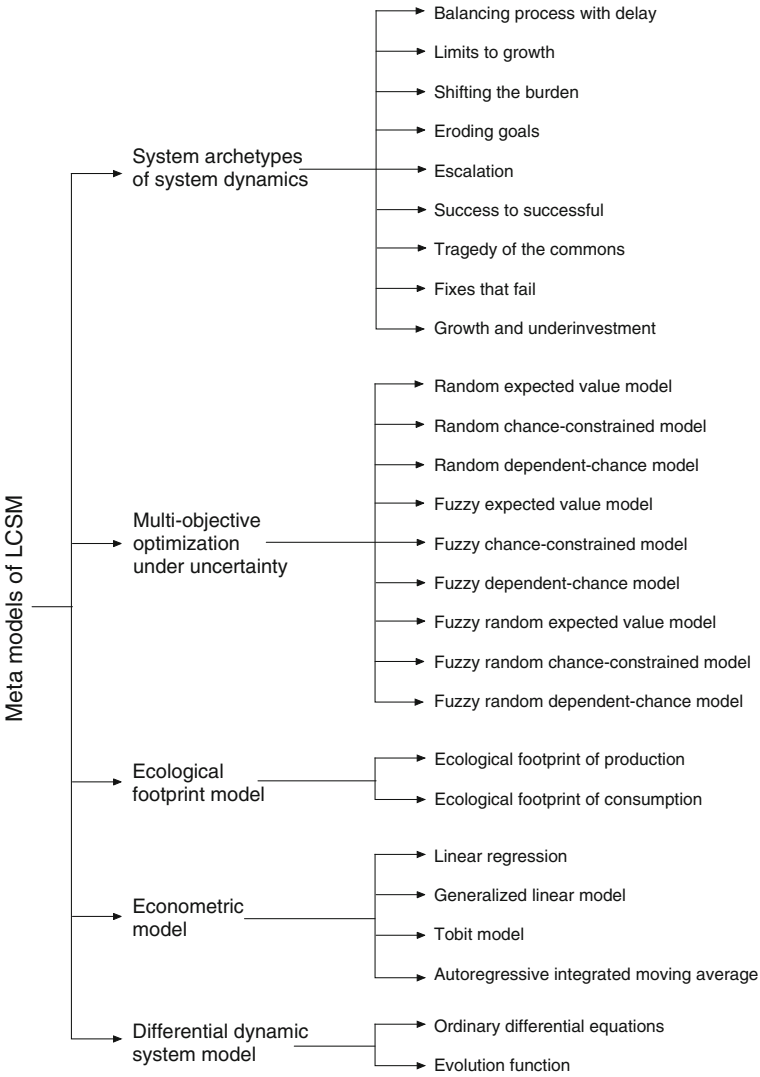 Meta models of LCSM
System archetypes
of system dynamics
Balancing process with delay
Limits to growth
Shifting the burden
Eroding goals
Escalation
Success to successful
Tragedy of the commons
Fixes that fail
Growth and underinvestment
Multi-objective
optimization
under uncertainty
Random expected value model
Random chance-constrained model
Random dependent-chance model
Fuzzy expected value model
Fuzzy chance-constrained model
Fuzzy dependent-chance model
Fuzzy random expected value model
Fuzzy random chance-constrained model
Fuzzy random dependent-chance model
Ecological
footprint model
Ecological footprint of production
Ecological footprint of consumption
Econometric
model
Linear regression
Generalized linear model
Tobit model
Autoregressive integrated moving average
Differential dynamic
system model
Ordinary differential equations
Evolution function